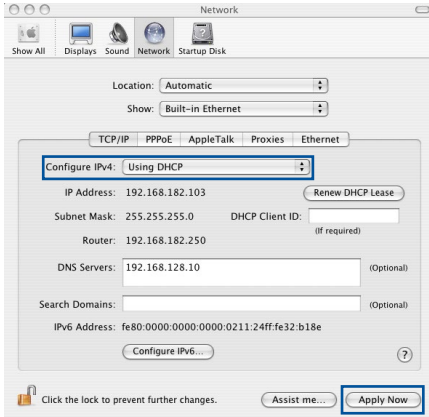 Network
Show All Displays Sound Network Startup Disk
Location: Automatic
Show: Built-in Ethernet
TCP/IP PPPoE AppleTalk Proxies Ethernet
Configure IPv4: Using DHCP
IP Address: 192.168.182.103 Renew DHCP Lease
Subnet Mask: 255.255.255.0 DHCP Client ID:
(If required)
Router: 192.168.182.250
DNS Servers: 192.168.128.10 (Optional)
Search Domains: (Optional)
IPv6 Address: fe80:0000:0000:0000:0211:24ff:fe32:b18e
Configure IPv6... ?
Click the lock to prevent further changes. Assist me... Apply Now